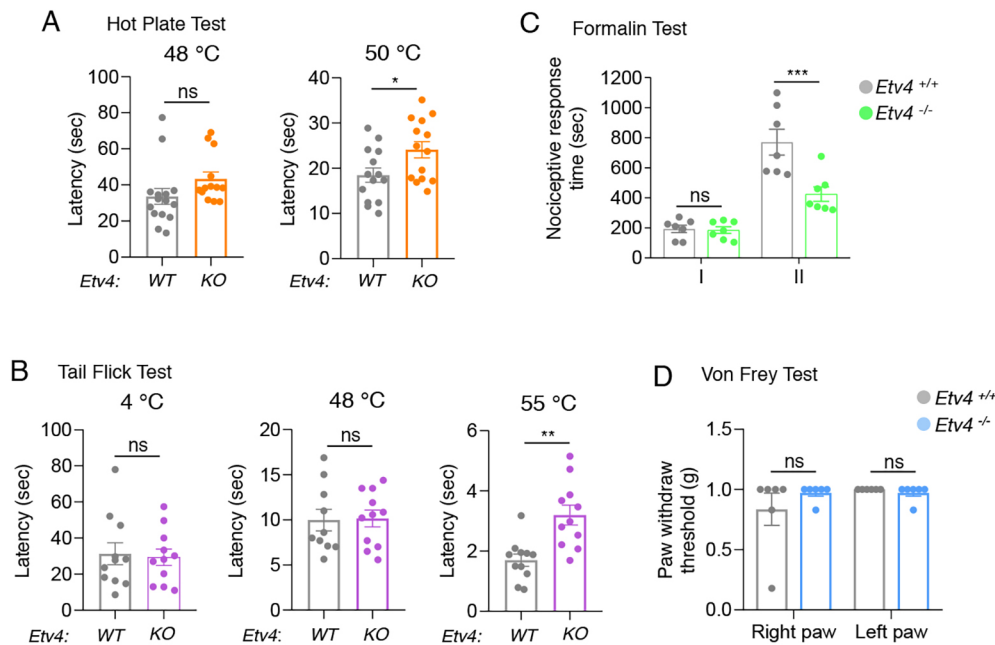 A Hot Plate Test
48 °C
ns
Latency (sec)
100
80
60
40
20
0
Etv4: WT KO
50 °C
*
Latency (sec)
40
30
20
10
0
Etv4: WT KO
C Formalin Test
Nociceptive response
time (sec)
1200
1000
800
600
400
200
0
ns
***
I II
Etv4 +/+
Etv4 -/-
B Tail Flick Test
4 °C
ns
Latency (sec)
100
80
60
40
20
0
Etv4: WT KO
48 °C
ns
Latency (sec)
20
15
10
5
0
Etv4: WT KO
55 °C
**
Latency (sec)
6
4
2
0
Etv4: WT KO
D Von Frey Test
Etv4 +/+
Etv4 -/-
Paw withdraw
threshold (g)
1.5
1.0
0.5
0.0
ns
ns
Right paw Left paw